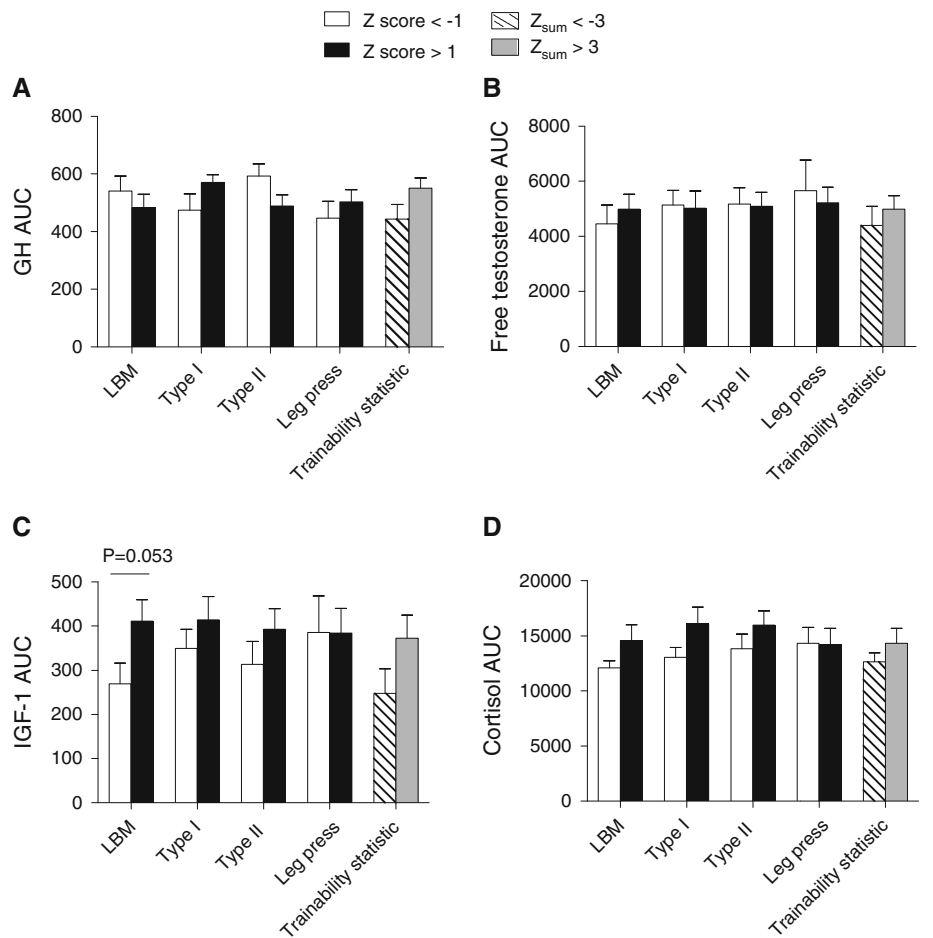 Z score < -1
Z score > 1
Zsum < -3
Zsum > 3
A
GH AUC
800
600
400
200
0
LBM
Type I
Type II
Leg press
Trainability statistic
B
Free testosterone AUC
8000
6000
4000
2000
0
LBM
Type I
Type II
Leg press
Trainability statistic
C
P=0.053
IGF-1 AUC
500
400
300
200
100
0
LBM
Type I
Type II
Leg press
Trainability statistic
D
Cortisol AUC
20000
15000
10000
5000
0
LBM
Type I
Type II
Leg press
Trainability statistic